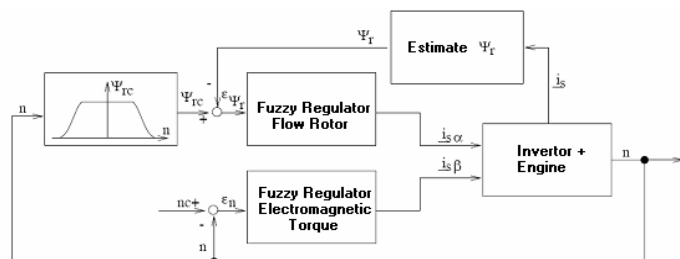 Ψr
Estimate Ψr
-
Ψrc
Ψrc
εΨr
is
n
n
+
Fuzzy Regulator
Flow Rotor
isα
Invertor +
Engine
n
isβ
nc+
εn
Fuzzy Regulator
Electromagnetic
Torque
-
n